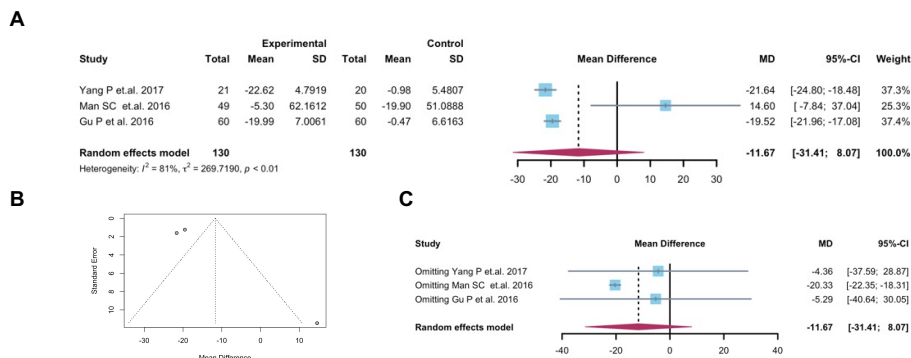 A
Experimental Control
Study Total Mean SD Total Mean SD Mean Difference MD 95%-CI Weight
Yang P et.al. 2017 21 -22.62 4.7919 20 -0.98 5.4807 -21.64 [-24.80; -18.48] 37.3%
Man SC et.al.2016 49 -5.30 62.1612 50 -19.90 51.0888 14.60 [ -7.84; 37.04] 25.3%
Gu P et al. 2016 60 -19.99 7.0061 60 -0.47 6.6163 -19.52 [-21.96; -17.08] 37.4%
Random effects model 130 130 -11.67 [-31.41; 8.07] 100.0%
Heterogeneity: I² = 81%, τ² = 269.7190, p < 0.01
-30 -20 -10 0 10 20 30
B
Standard Error
0
2
4
6
8
10
-30 -20 -10 0 10
Mean Difference
C
Study Mean Difference MD 95%-CI
Omitting Yang P et.al. 2017 -4.36 [-37.59; 28.87]
Omitting Man SC et.al.2016 -20.33 [-22.35; -18.31]
Omitting Gu P et al. 2016 -5.29 [-40.64; 30.05]
Random effects model -11.67 [-31.41; 8.07]
-40 -20 0 20 40